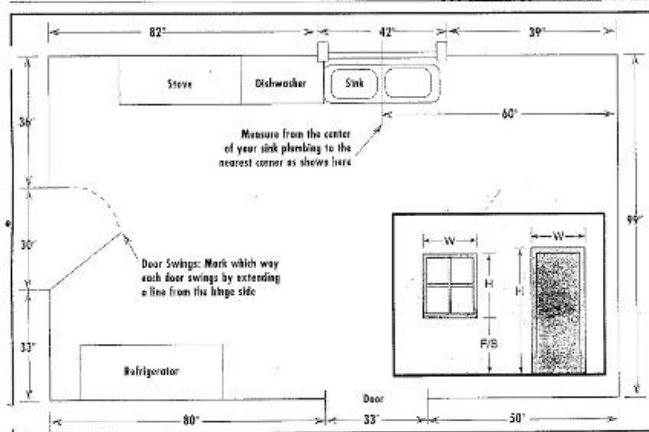 82"
42"
39"
Stove
Dishwasher
Sink
36"
60"
Measure from the center
of your sink plumbing to the
nearest corner as shown here
99"
30"
Door Swings: Mark which way
each door swings by extending
a line from the hinge side
W
W
H
H
F/S
33"
Refrigerator
Door
80"
33"
50"